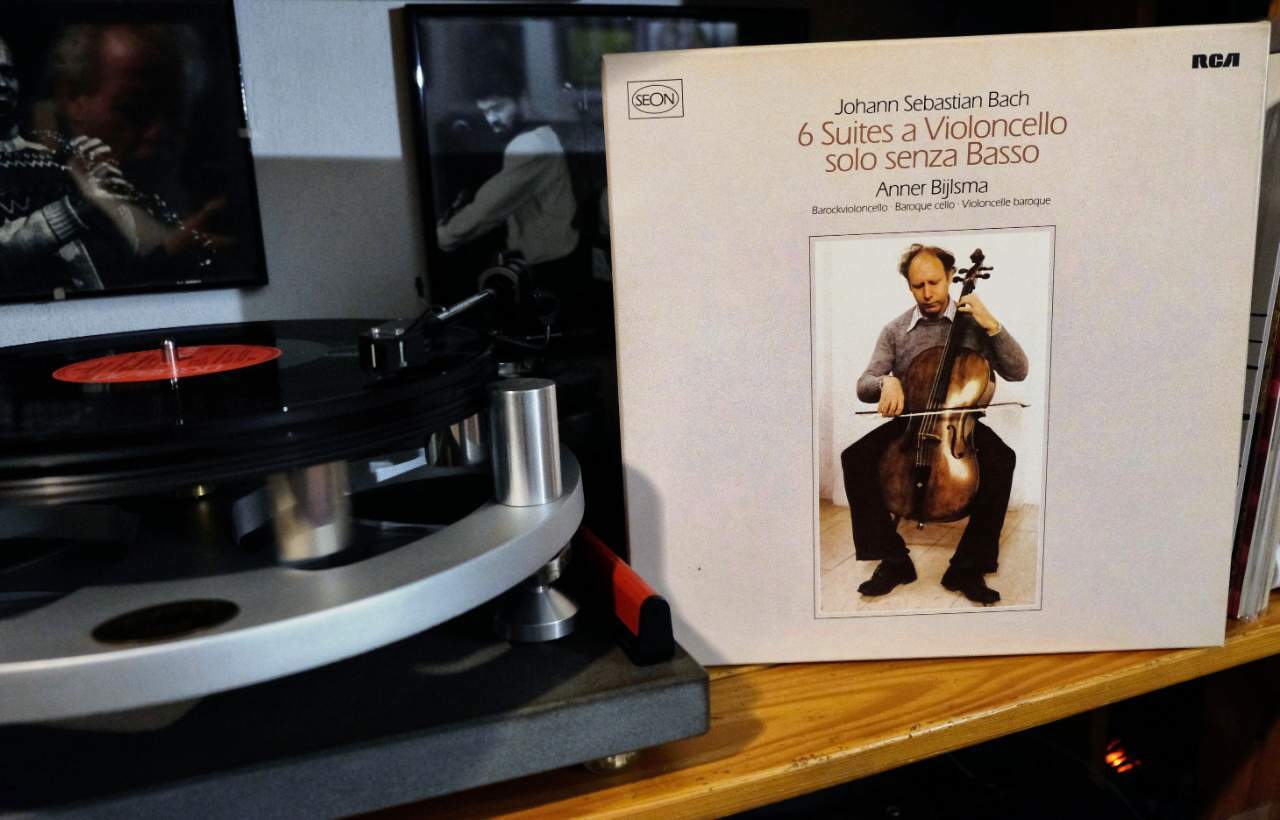 SEON
RCA
Johann Sebastian Bach
6 Suites a Violoncello
solo senza Basso
Anner Bijlsma
Barockvioloncello · Baroque cello · Violoncelle baroque